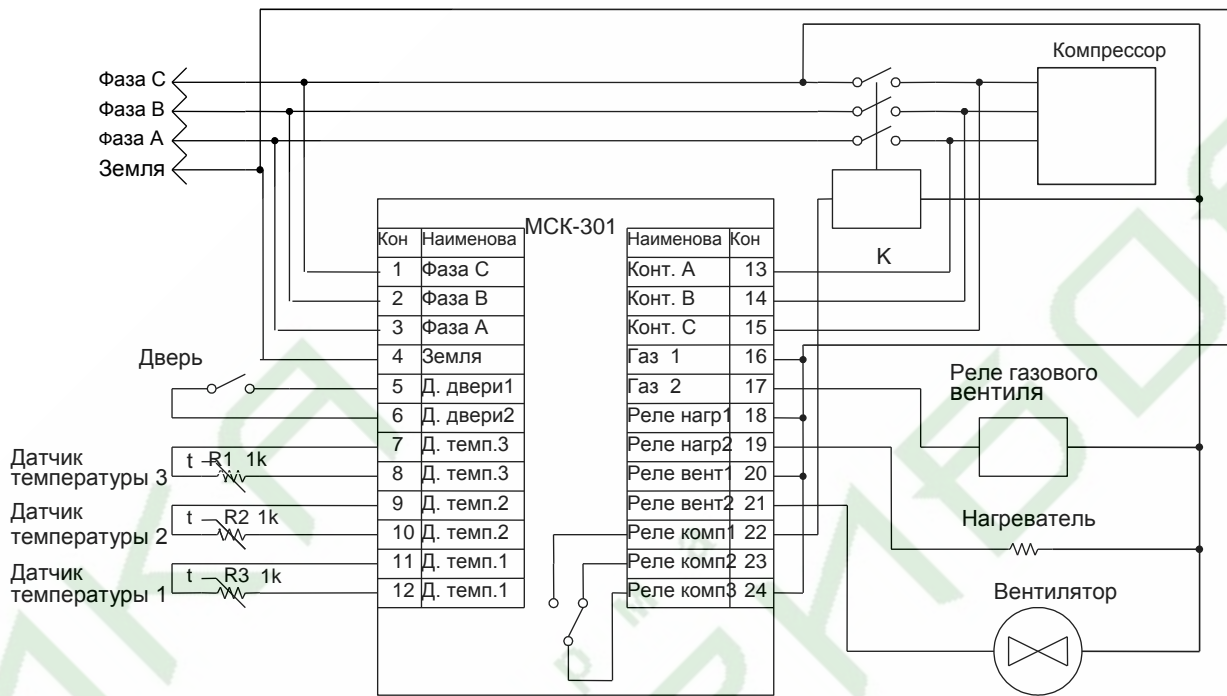 Компрессор
Фаза C
Фаза B
Фаза A
Земля
МСК-301
К
Кон Наименова
1 Фаза C
2 Фаза B
3 Фаза A
4 Земля
5 Д. двери1
6 Д. двери2
7 Д. темп.3
8 Д. темп.3
9 Д. темп.2
10 Д. темп.2
11 Д. темп.1
12 Д. темп.1
Наименова Кон
Конт. A 13
Конт. B 14
Конт. C 15
Газ 1 16
Газ 2 17
Реле нагр1 18
Реле нагр2 19
Реле вент1 20
Реле вент2 21
Реле комп1 22
Реле комп2 23
Реле комп3 24
Дверь
Датчик
температуры 3
t R1 1k
Датчик
температуры 2
t R2 1k
Датчик
температуры 1
t R3 1k
Реле газового
вентиля
Нагреватель
Вентилятор